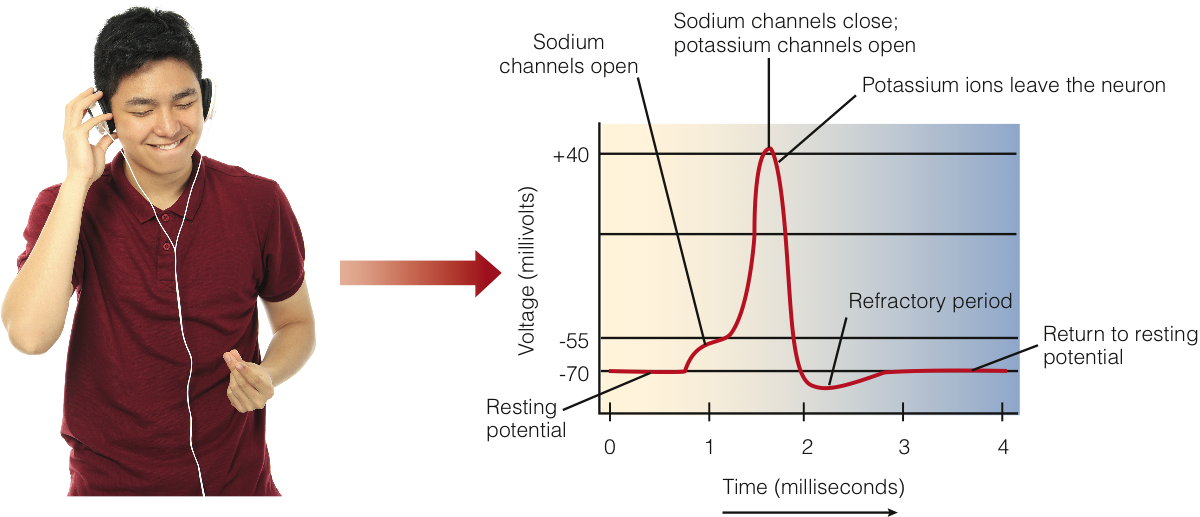 Sodium channels close;
potassium channels open
Sodium
channels open
Potassium ions leave the neuron
+40
Voltage (millivolts)
Refractory period
-55
Return to resting
potential
-70
Resting
potential
0 1 2 3 4
Time (milliseconds)